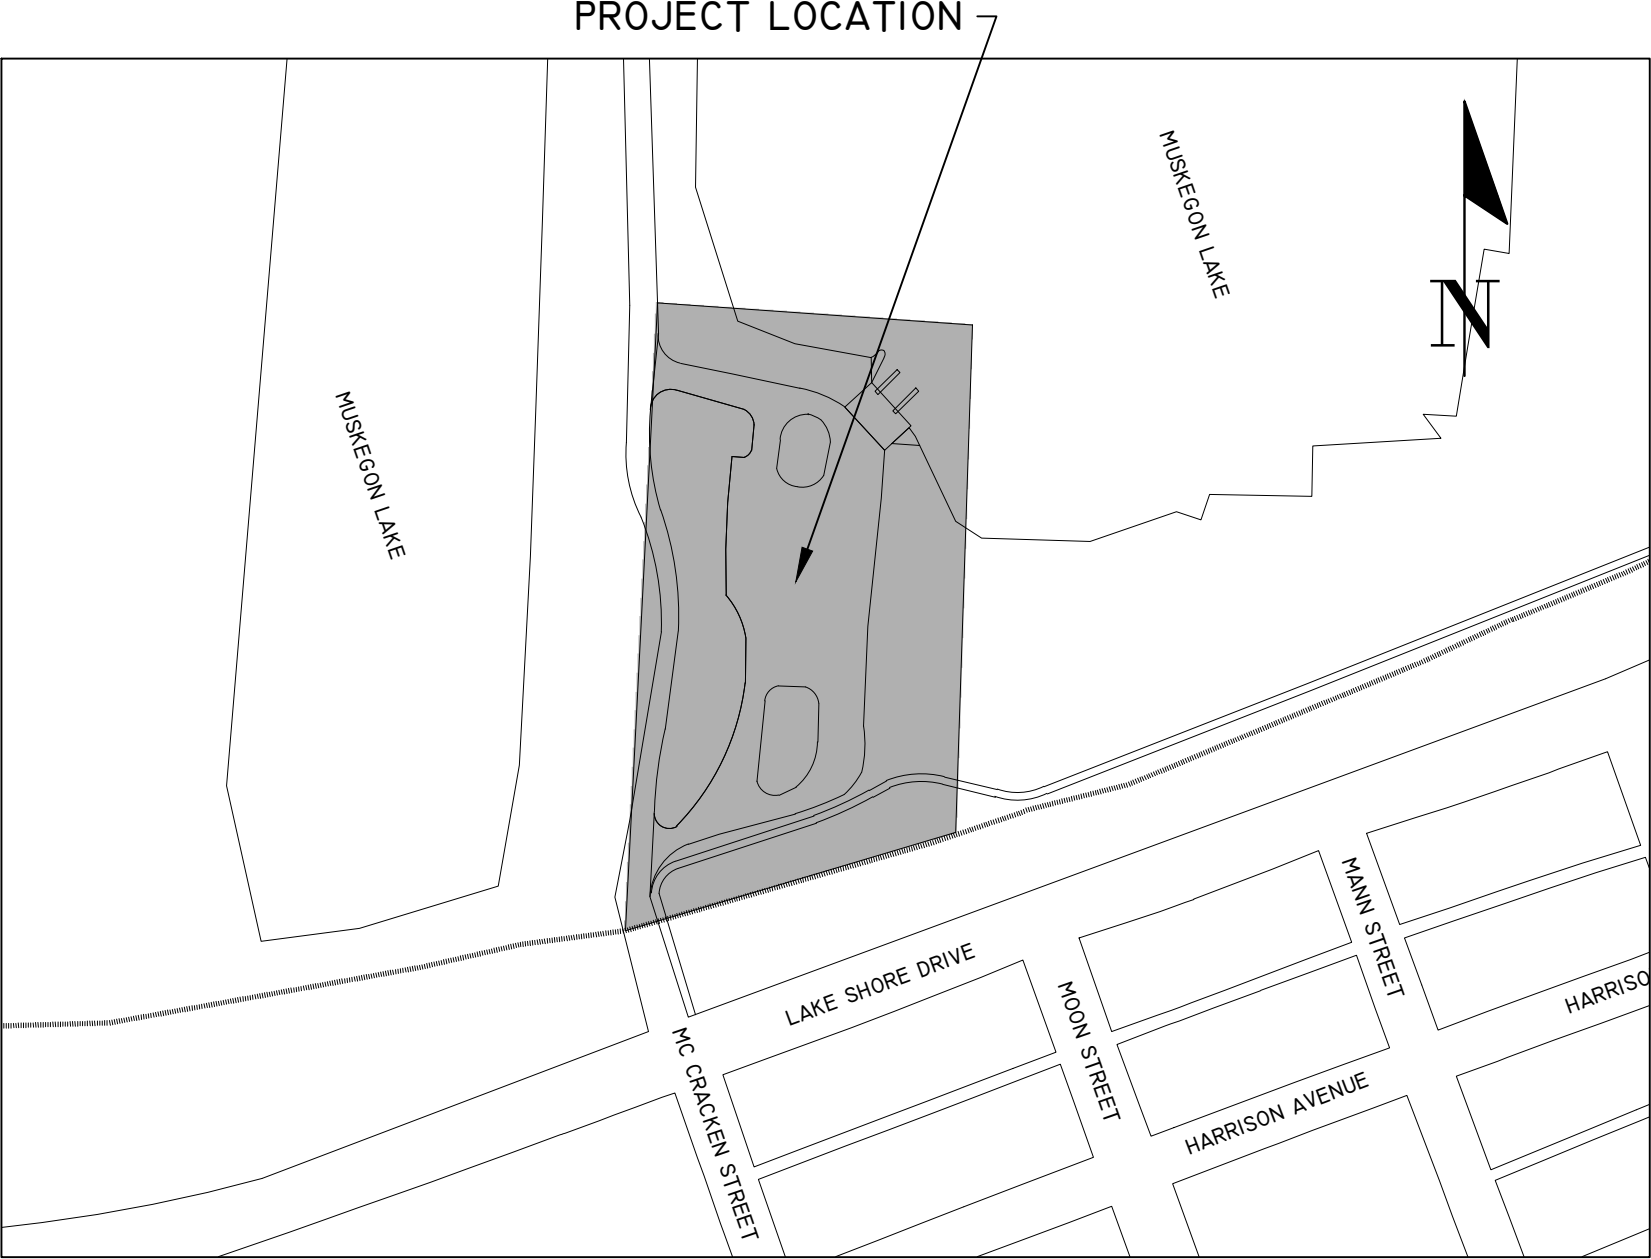 PROJECT LOCATION
MUSKEGON LAKE
N
MUSKEGON LAKE
MANN STREET
LAKE SHORE DRIVE
HARRISO
MOON STREET
MC CRACKEN STREET
HARRISON AVENUE